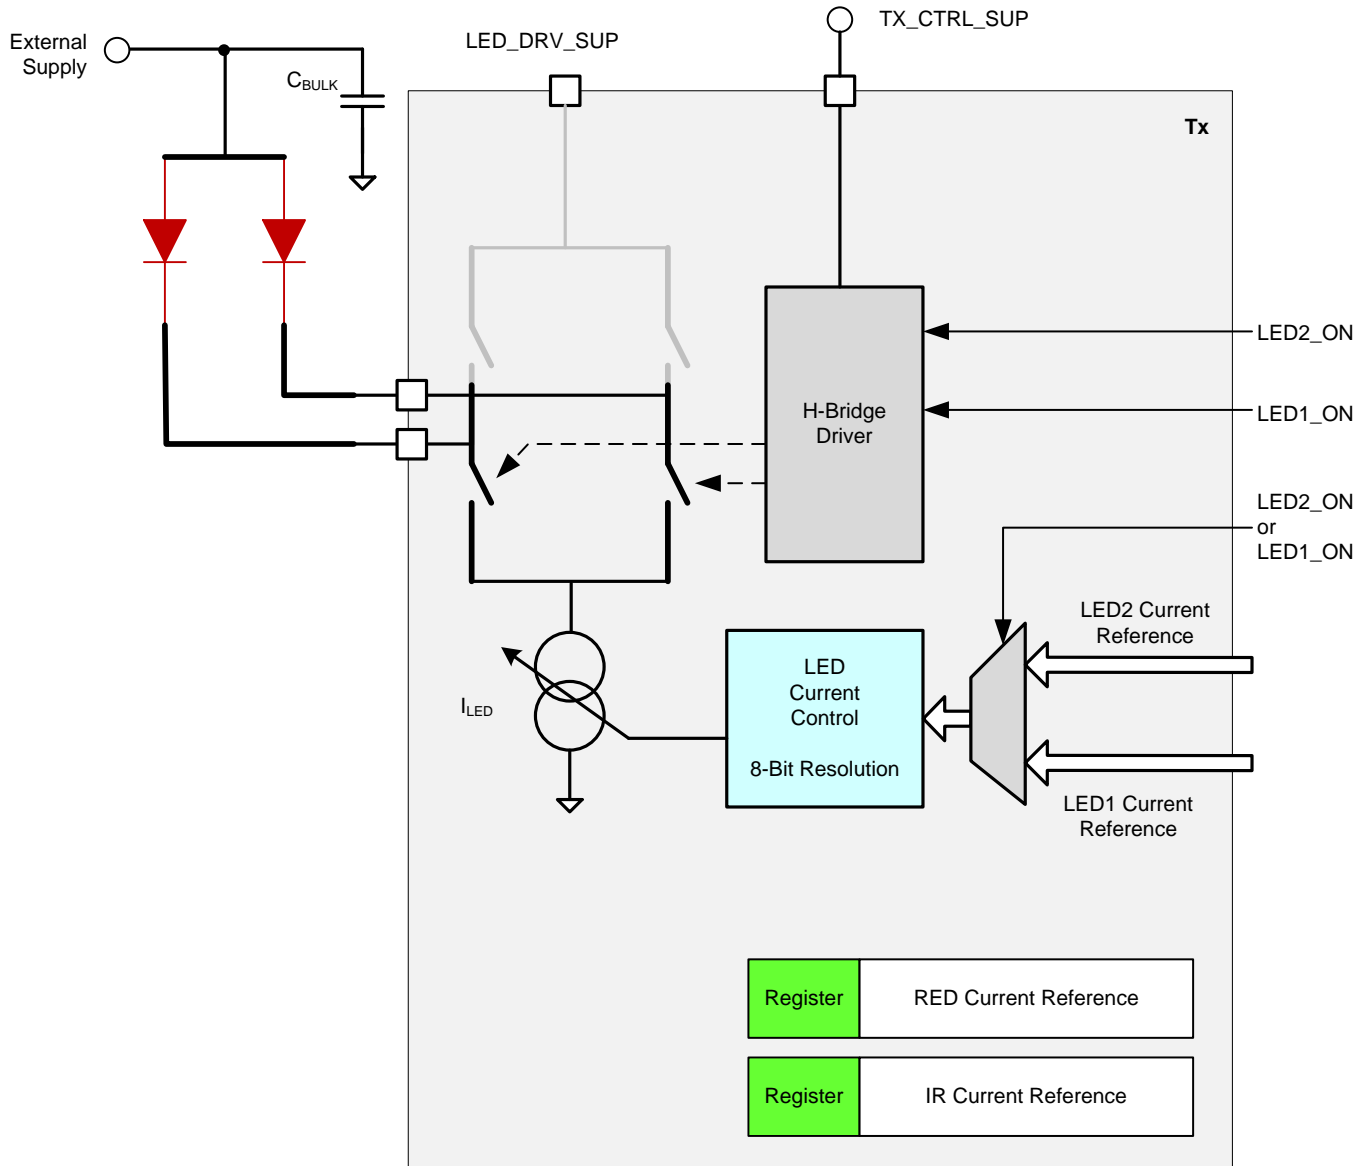 TX_CTRL_SUP
External
Supply
LED_DRV_SUP
CBULK
Tx
LED2_ON
H-Bridge
Driver
LED1_ON
LED2_ON
or
LED1_ON
LED2 Current
Reference
LED
Current
Control
8-Bit Resolution
ILED
LED1 Current
Reference
Register
RED Current Reference
Register
IR Current Reference